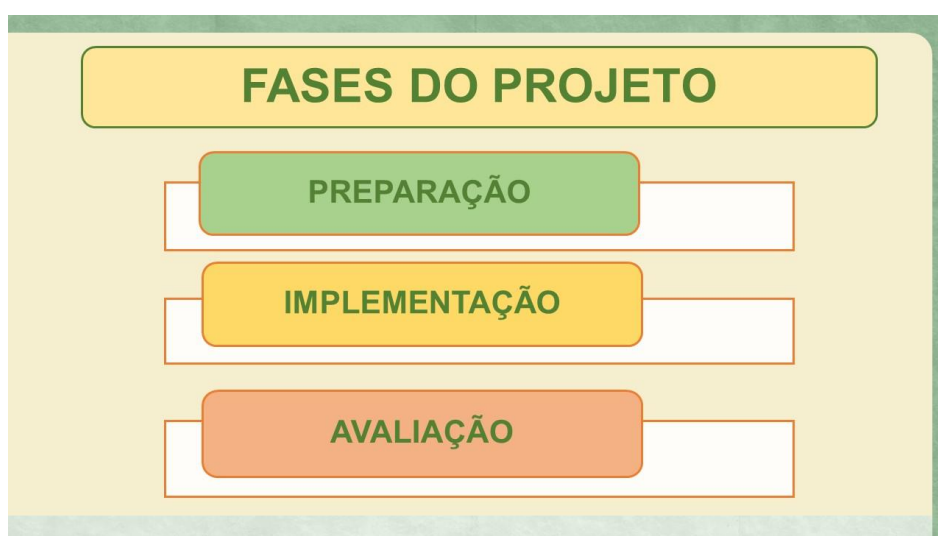 FASES DO PROJETO
PREPARAÇÃO
IMPLEMENTAÇÃO
AVALIAÇÃO